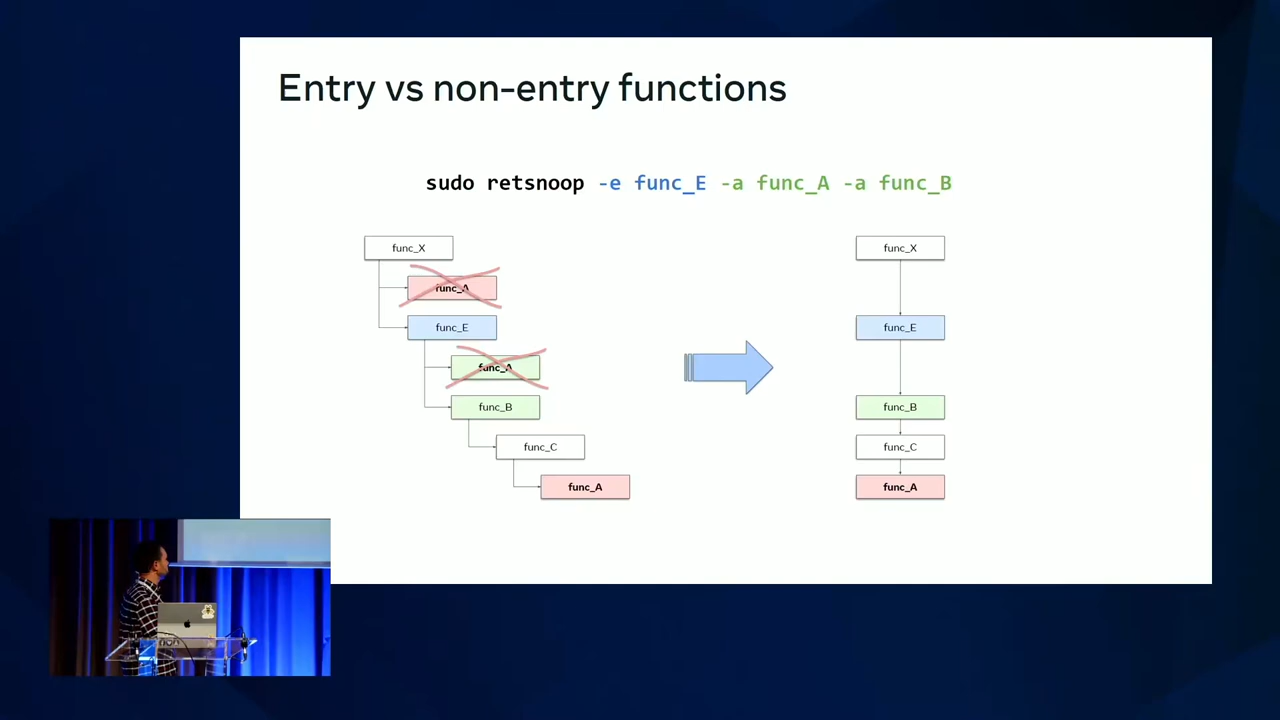 Entry vs non-entry functions
sudo retsnoop -e func_E -a func_A -a func_B
func_X
func_A
func_E
func_A
func_B
func_C
func_A
func_X
func_E
func_B
func_C
func_A